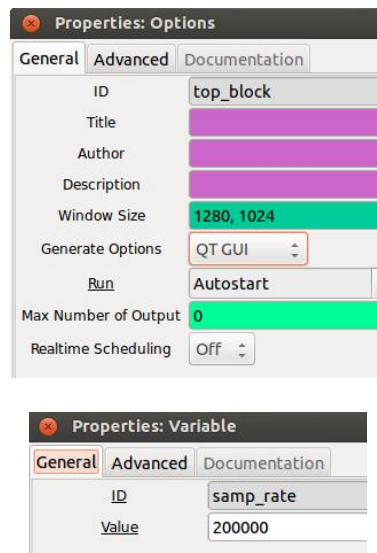 Properties: Options
General Advanced Documentation
ID top_block
Title
Author
Description
Window Size 1280, 1024
Generate Options QT GUI
Run Autostart
Max Number of Output 0
Realtime Scheduling Off
Properties: Variable
General Advanced Documentation
ID samp_rate
Value 200000